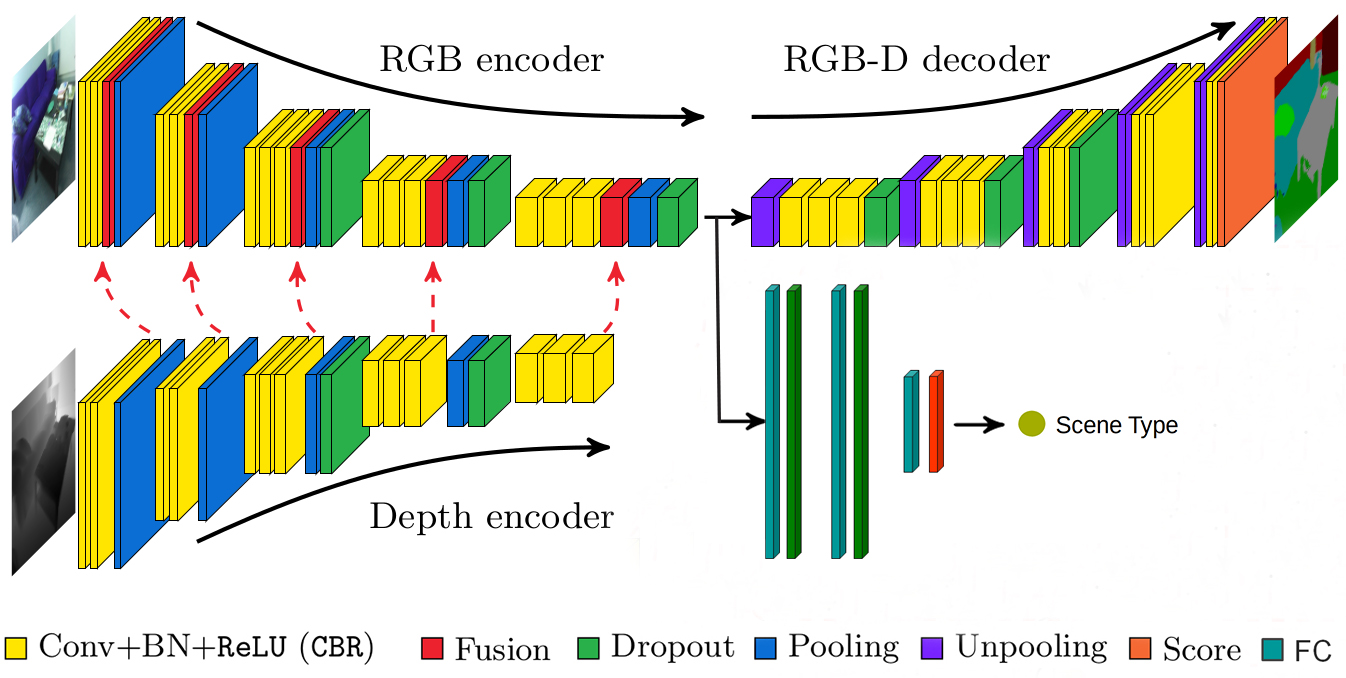 RGB encoder
RGB-D decoder
Scene Type
Depth encoder
Conv+BN+ReLU (CBR) Fusion Dropout Pooling Unpooling Score FC